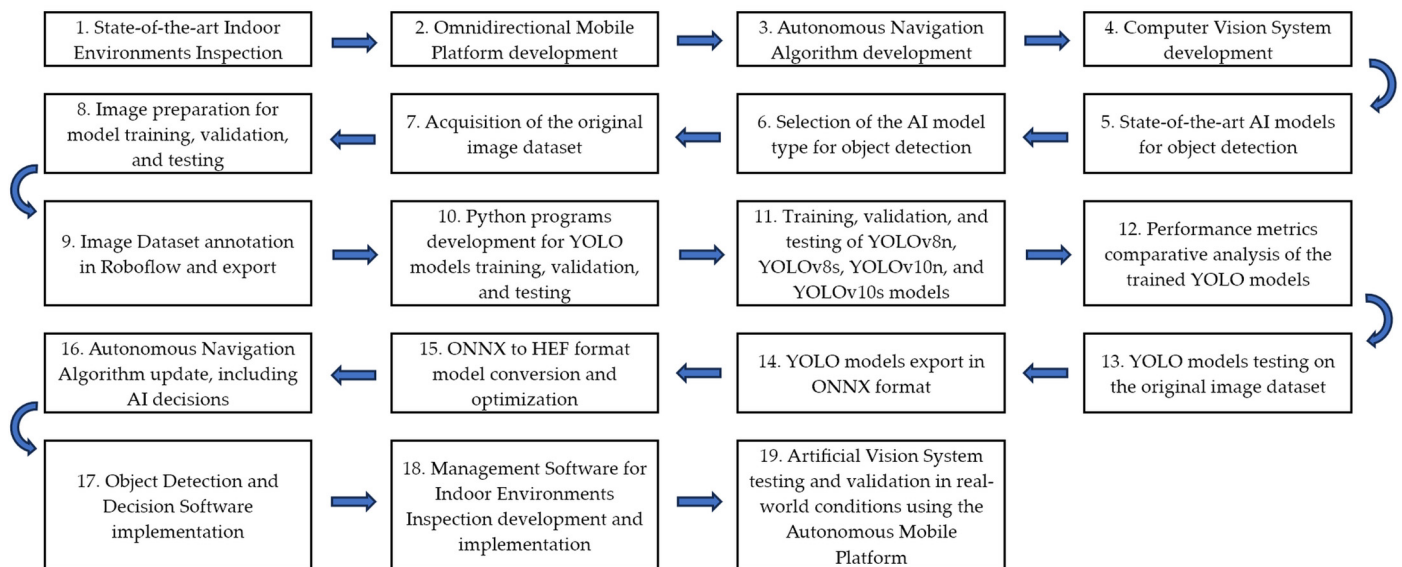 1. State-of-the-art Indoor
Environments Inspection
2. Omnidirectional Mobile
Platform development
3. Autonomous Navigation
Algorithm development
4. Computer Vision System
development
5. State-of-the-art AI models
for object detection
6. Selection of the AI model
type for object detection
7. Acquisition of the original
image dataset
8. Image preparation for
model training, validation,
and testing
9. Image Dataset annotation
in Roboflow and export
10. Python programs
development for YOLO
models training, validation,
and testing
11. Training, validation, and
testing of YOLOv8n,
YOLOv8s, YOLOv10n, and
YOLOv10s models
12. Performance metrics
comparative analysis of the
trained YOLO models
13. YOLO models testing on
the original image dataset
14. YOLO models export in
ONNX format
15. ONNX to HEF format
model conversion and
optimization
16. Autonomous Navigation
Algorithm update, including
AI decisions
17. Object Detection and
Decision Software
implementation
18. Management Software for
Indoor Environments
Inspection development and
implementation
19. Artificial Vision System
testing and validation in real-
world conditions using the
Autonomous Mobile
Platform